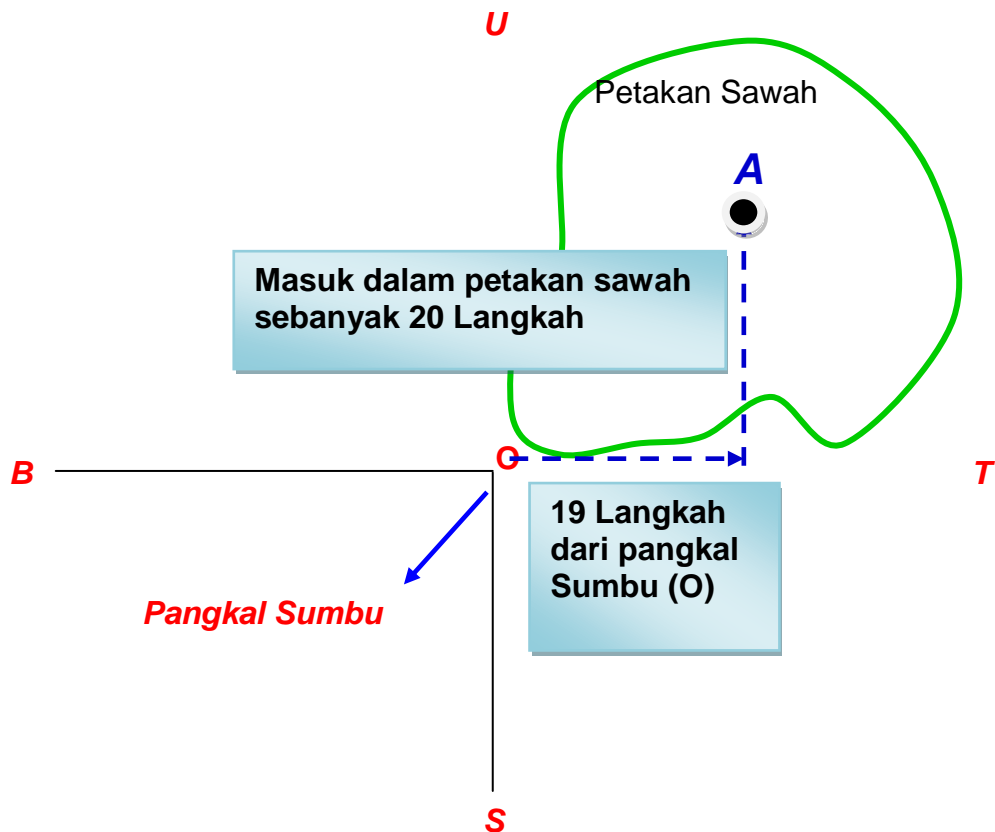 U
Petakan Sawah
A
Masuk dalam petakan sawah
sebanyak 20 Langkah
B
O
T
19 Langkah
dari pangkal
Sumbu (O)
Pangkal Sumbu
S